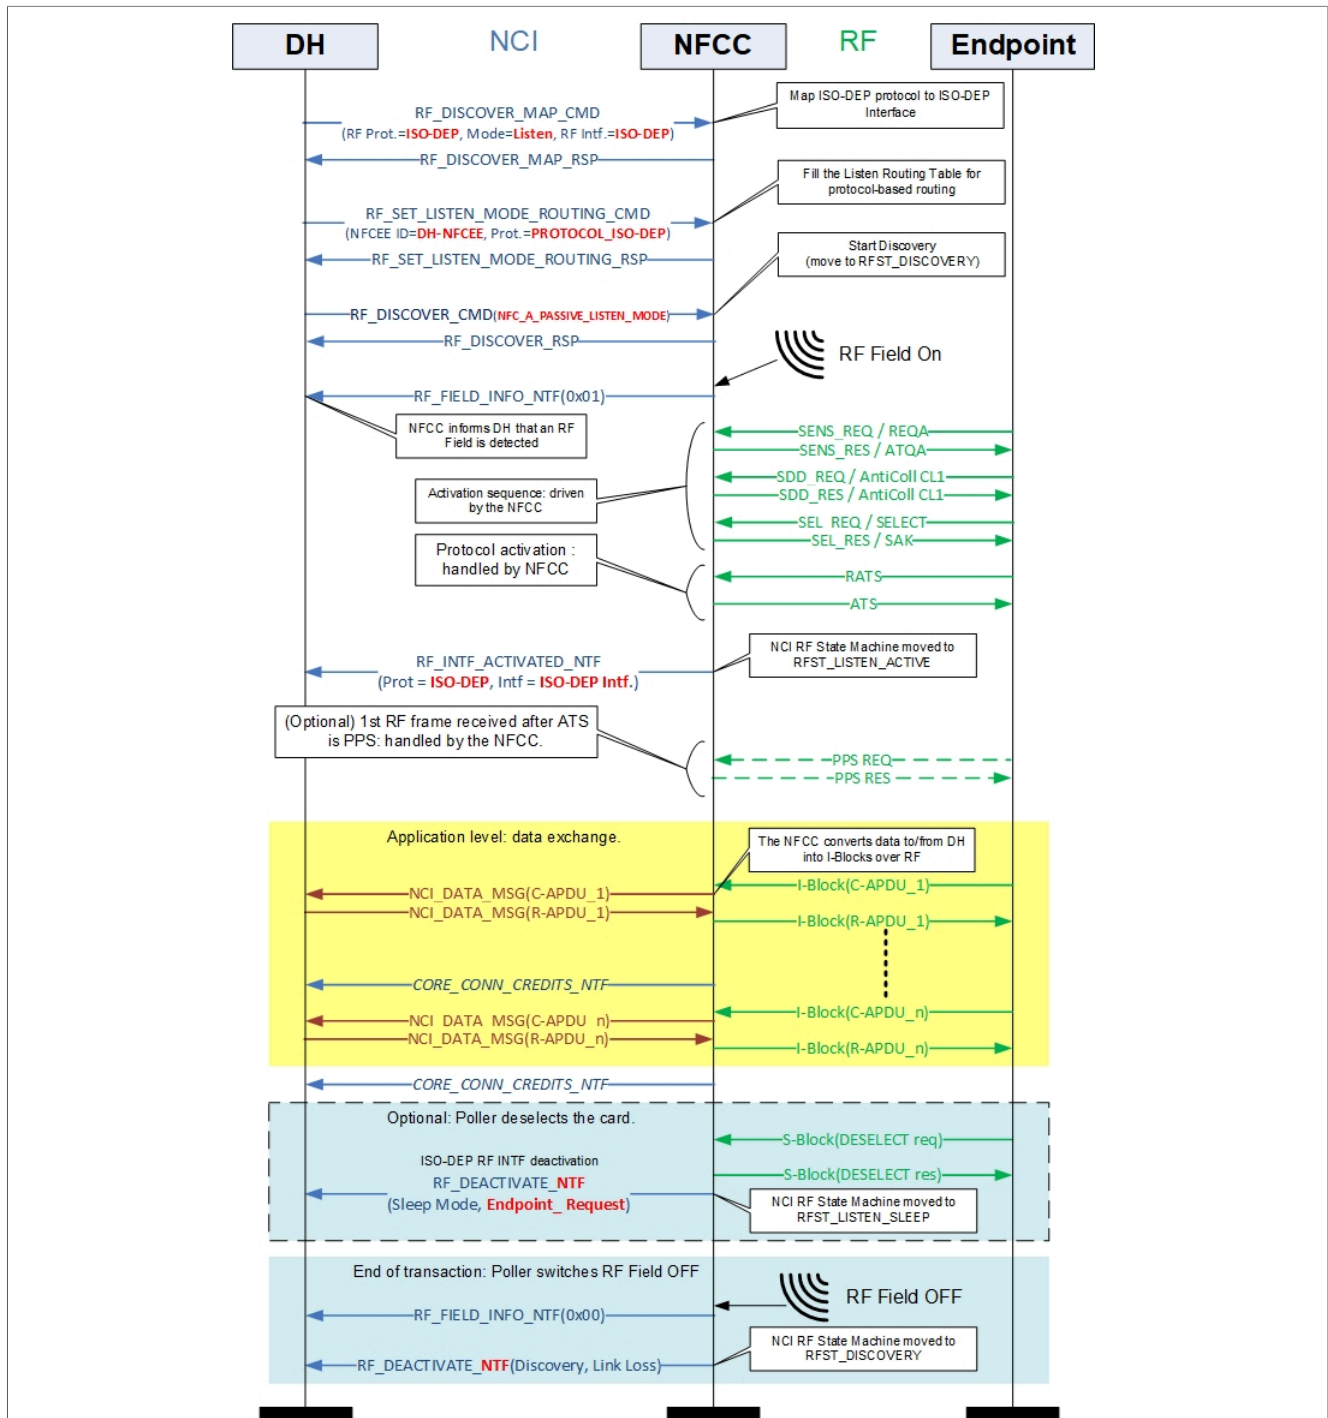 DH
NCI
NFCC
RF
Endpoint
Map ISO-DEP protocol to ISO-DEP
Interface
RF_DISCOVER_MAP_CMD
(RF Prot.=ISO-DEP, Mode=Listen, RF Intf.=ISO-DEP)
RF_DISCOVER_MAP_RSP
Fill the Listen Routing Table for
protocol-based routing
RF_SET_LISTEN_MODE_ROUTING_CMD
(NFCEE ID=DH-NFCEE, Prot.=PROTOCOL_ISO-DEP)
Start Discovery
(move to RFST_DISCOVERY)
RF_SET_LISTEN_MODE_ROUTING_RSP
RF_DISCOVER_CMD(NFC_A_PASSIVE_LISTEN_MODE)
RF_DISCOVER_RSP
RF Field On
RF_FIELD_INFO_NTF(0x01)
NFCC informs DH that an RF
Field is detected
SENS_REQ / REQA
SENS_RES / ATQA
SDD_REQ / AntiColl CL1
Activation sequence: driven
by the NFCC
SDD_RES / AntiColl CL1
SEL_REQ / SELECT
SEL_RES / SAK
Protocol activation :
handled by NFCC
RATS
ATS
NCI RF State Machine moved to
RFST_LISTEN_ACTIVE
RF_INTF_ACTIVATED_NTF
(Prot = ISO-DEP, Intf = ISO-DEP Intf.)
(Optional) 1st RF frame received after ATS
is PPS: handled by the NFCC.
PPS REQ
PPS RES
Application level: data exchange.
The NFCC converts data to/from DH
into I-Blocks over RF
I-Block(C-APDU_1)
NCI_DATA_MSG(C-APDU_1)
NCI_DATA_MSG(R-APDU_1)
I-Block(R-APDU_1)
CORE_CONN_CREDITS_NTF
I-Block(C-APDU_n)
NCI_DATA_MSG(C-APDU_n)
NCI_DATA_MSG(R-APDU_n)
I-Block(R-APDU_n)
CORE_CONN_CREDITS_NTF
Optional: Poller deselects the card.
S-Block(DESELECT req)
ISO-DEP RF INTF deactivation
S-Block(DESELECT res)
RF_DEACTIVATE_NTF
(Sleep Mode, Endpoint_ Request)
NCI RF State Machine moved to
RFST_LISTEN_SLEEP
End of transaction: Poller switches RF Field OFF
RF Field OFF
RF_FIELD_INFO_NTF(0x00)
NCI RF State Machine moved to
RFST_DISCOVERY
RF_DEACTIVATE_NTF(Discovery, Link Loss)